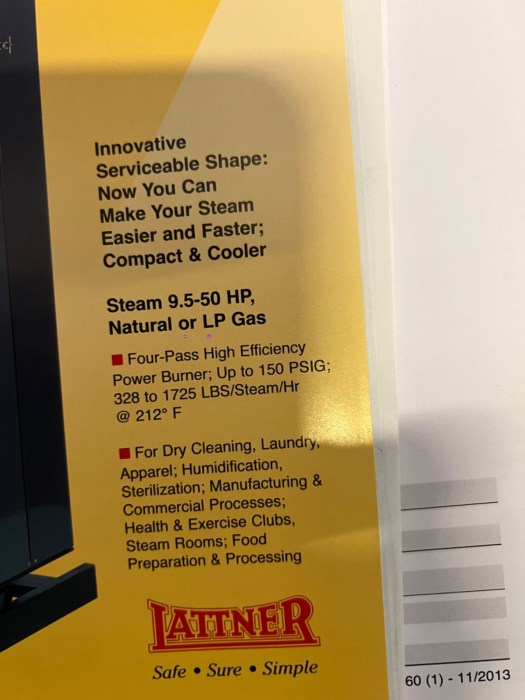 Innovative
Serviceable Shape:
Now You Can
Make Your Steam
Easier and Faster;
Compact & Cooler
Steam 9.5-50 HP,
Natural or LP Gas
■ Four-Pass High Efficiency
Power Burner; Up to 150 PSIG;
328 to 1725 LBS/Steam/Hr
@ 212° F
■ For Dry Cleaning, Laundry,
Apparel; Humidification,
Sterilization; Manufacturing &
Commercial Processes;
Health & Exercise Clubs,
Steam Rooms; Food
Preparation & Processing
LATTNER
Safe • Sure • Simple
60 (1) - 11/2013